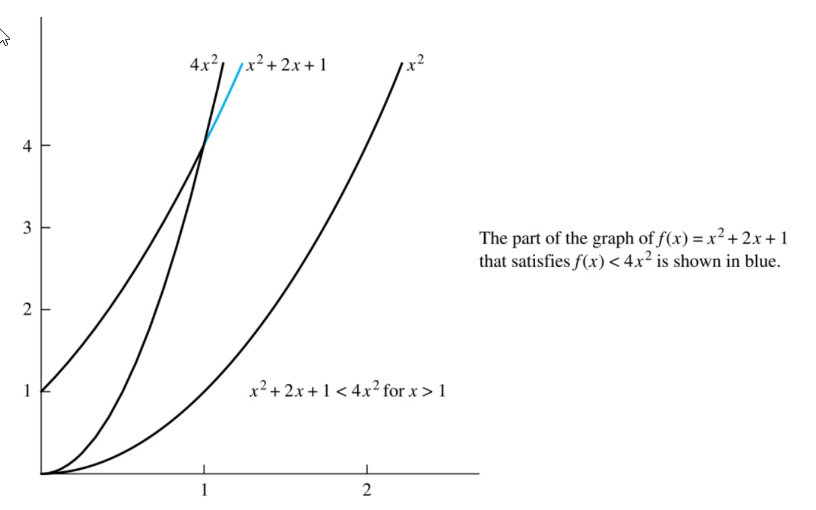 4x² x² + 2x + 1 x²
4
3
The part of the graph of f(x) = x² + 2x + 1
that satisfies f(x) < 4x² is shown in blue.
2
1 x² + 2x + 1 < 4x² for x > 1
1 2